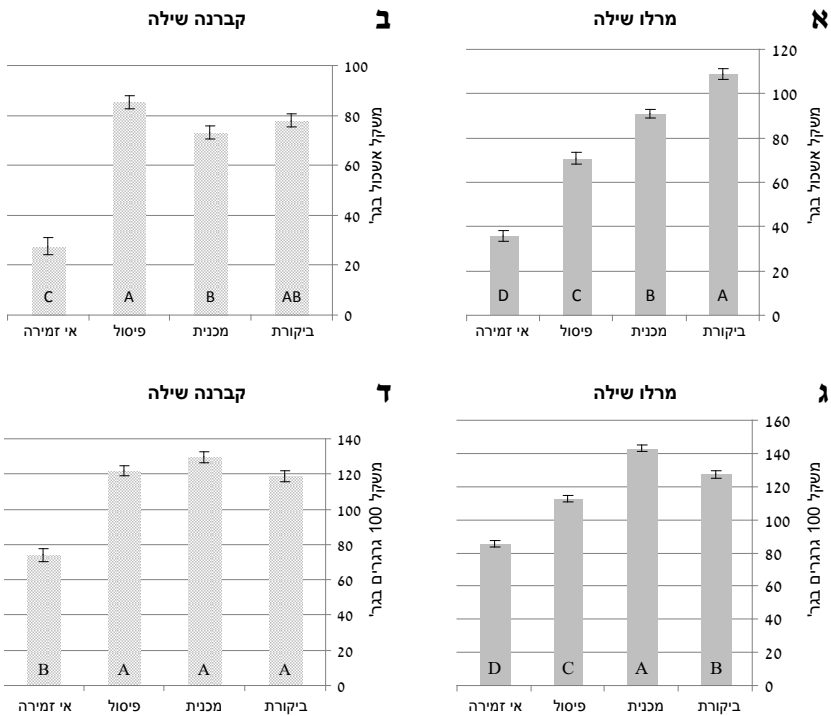 א
מרלו שילה
משקל אשכול בגר'
120
100
80
60
40
20
0
A
B
C
D
ביקורת
מכנית
פיסול
אי זמירה
ב
קברנה שילה
משקל אשכול בגר'
100
80
60
40
20
0
AB
B
A
C
ביקורת
מכנית
פיסול
אי זמירה
ג
מרלו שילה
משקל 100 גרגרים בגר'
160
140
120
100
80
60
40
20
0
B
A
C
D
ביקורת
מכנית
פיסול
אי זמירה
ד
קברנה שילה
משקל 100 גרגרים בגר'
140
120
100
80
60
40
20
0
A
A
A
B
ביקורת
מכנית
פיסול
אי זמירה